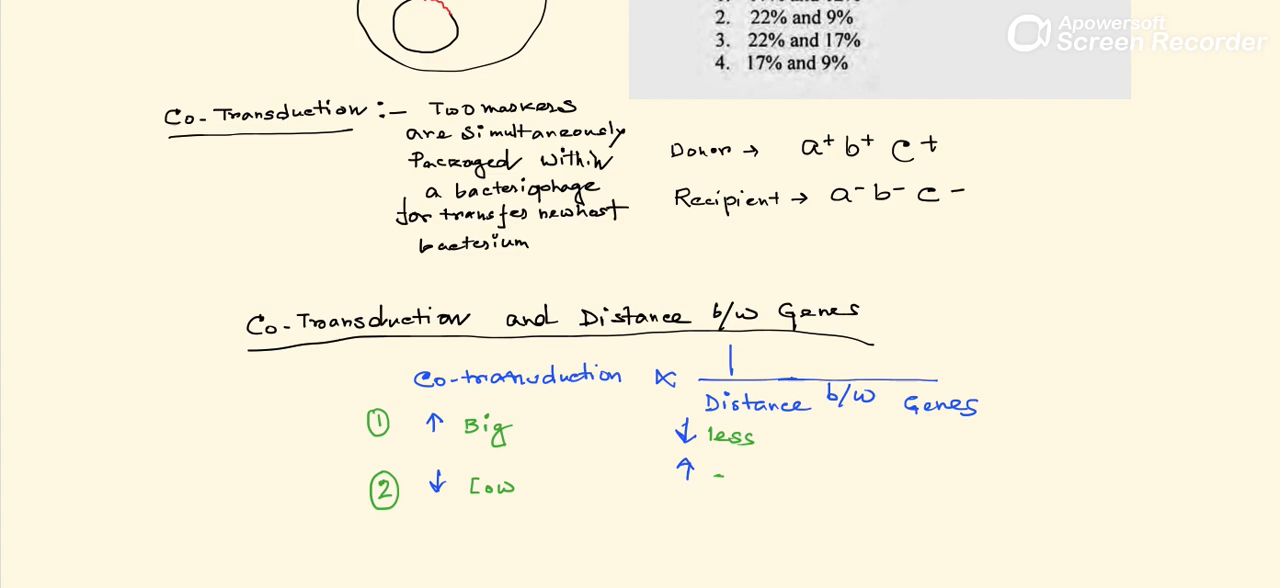 2. 22% and 9%
3. 22% and 17%
4. 17% and 9%
Apowersoft
Screen Recorder
Co-Transduction :- Two markers
are simultaneously
Packaged within
a bacteriophage
for transfer new host
bacterium
Donor → a+ b+ c+
Recipient → a- b- c-
Co-Transduction and Distance b/w Genes
Co-transduction ∝ 1
Distance b/w Genes
① ↑ Big ↓ less
② ↓ Low ↑ -